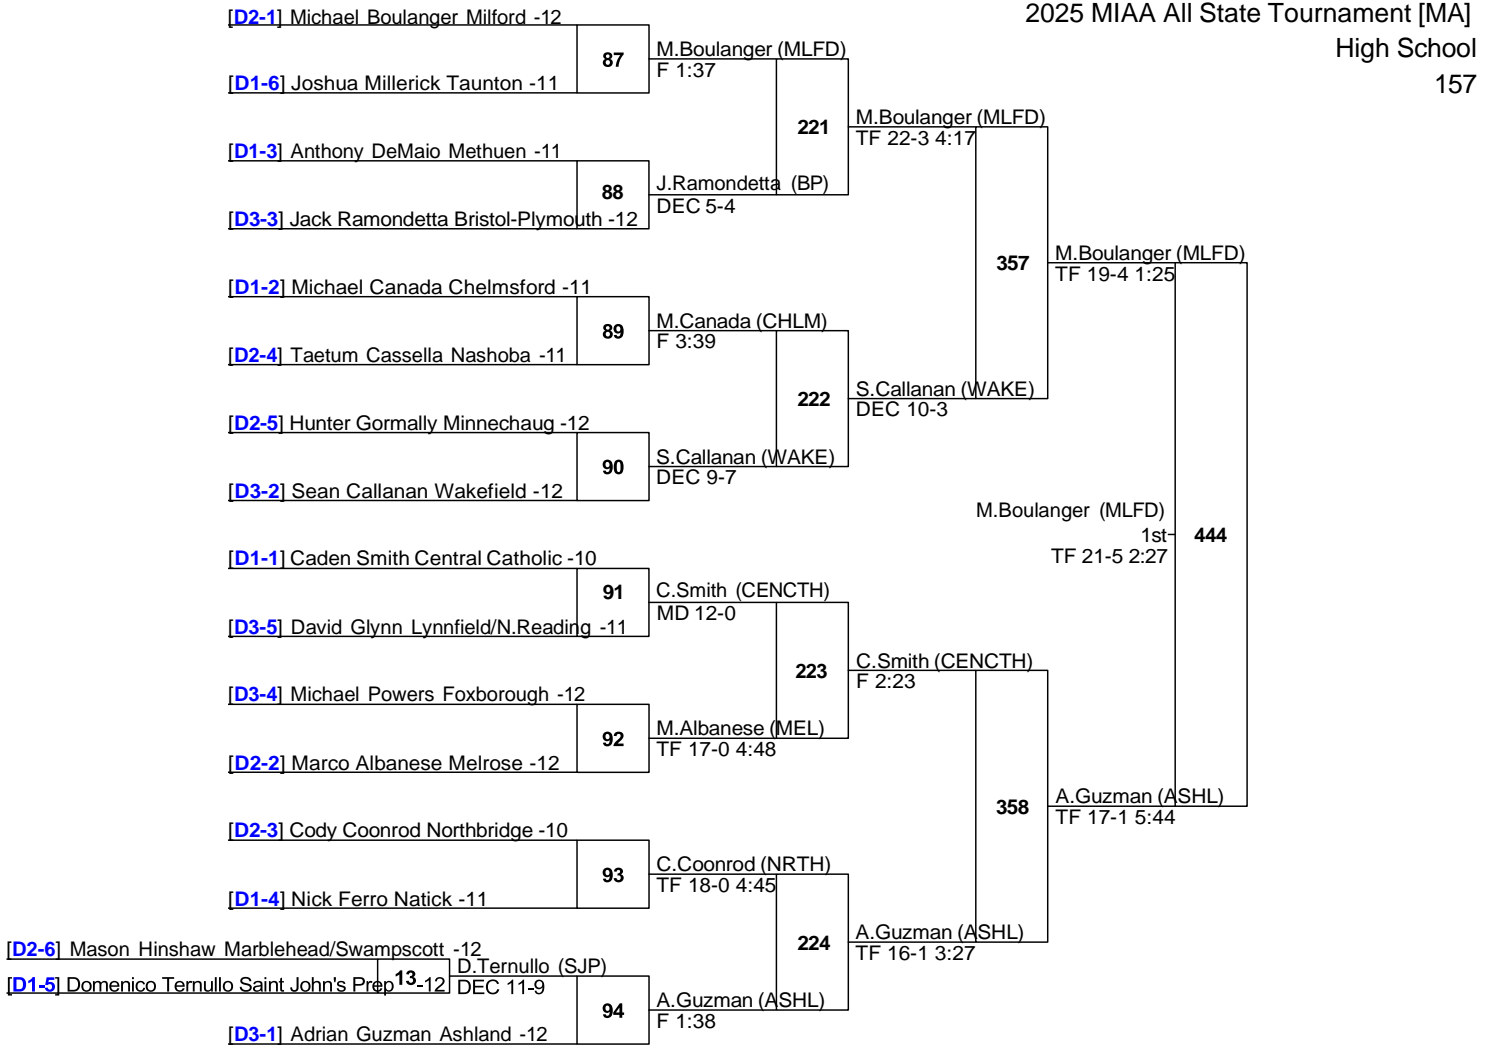 2025 MIAA All State Tournament [MA]
High School
157
[D2-1] Michael Boulanger Milford -12
87
M.Boulanger (MLFD)
F 1:37
[D1-6] Joshua Millerick Taunton -11
221
M.Boulanger (MLFD)
TF 22-3 4:17
[D1-3] Anthony DeMaio Methuen -11
88
J.Ramondetta (BP)
DEC 5-4
[D3-3] Jack Ramondetta Bristol-Plymouth -12
357
M.Boulanger (MLFD)
TF 19-4 1:25
[D1-2] Michael Canada Chelmsford -11
89
M.Canada (CHLM)
F 3:39
[D2-4] Taetum Cassella Nashoba -11
222
S.Callanan (WAKE)
DEC 10-3
[D2-5] Hunter Gormally Minnechaug -12
90
S.Callanan (WAKE)
DEC 9-7
[D3-2] Sean Callanan Wakefield -12
M.Boulanger (MLFD)
1st
444
TF 21-5 2:27
[D1-1] Caden Smith Central Catholic -10
91
C.Smith (CENCTH)
MD 12-0
[D3-5] David Glynn Lynnfield/N.Reading -11
223
C.Smith (CENCTH)
F 2:23
[D3-4] Michael Powers Foxborough -12
92
M.Albanese (MEL)
TF 17-0 4:48
[D2-2] Marco Albanese Melrose -12
358
A.Guzman (ASHL)
TF 17-1 5:44
[D2-3] Cody Coonrod Northbridge -10
93
C.Coonrod (NRTH)
TF 18-0 4:45
[D1-4] Nick Ferro Natick -11
224
A.Guzman (ASHL)
TF 16-1 3:27
[D2-6] Mason Hinshaw Marblehead/Swampscott -12
13
D.Ternullo (SJP)
DEC 11-9
[D1-5] Domenico Ternullo Saint John's Prep -12
94
A.Guzman (ASHL)
F 1:38
[D3-1] Adrian Guzman Ashland -12